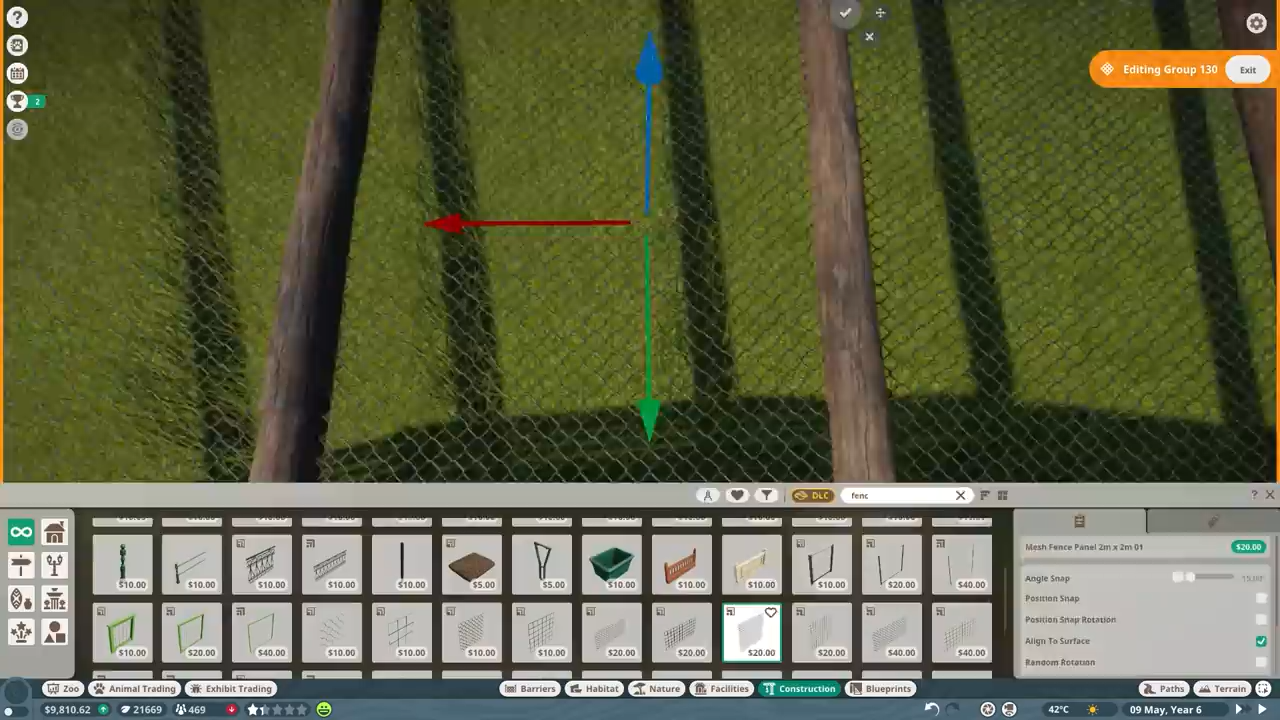 Editing Group 130
Exit
2
DLC
fenc
$10.00 $10.00 $10.00 $10.00 $10.00 $5.00 $5.00 $10.00 $10.00 $10.00 $10.00 $20.00 $40.00
$10.00 $20.00 $40.00 $10.00 $10.00 $10.00 $10.00 $20.00 $20.00 $20.00 $20.00 $40.00 $40.00
Mesh Fence Panel 2m x 2m 01 $20.00
Angle Snap
Position Snap
Position Snap Rotation
Align To Surface
Random Rotation
Zoo Animal Trading Exhibit Trading Barriers Habitat Nature Facilities Construction Blueprints Paths Terrain
$9,810.62 21669 469 42°C 09 May, Year 6